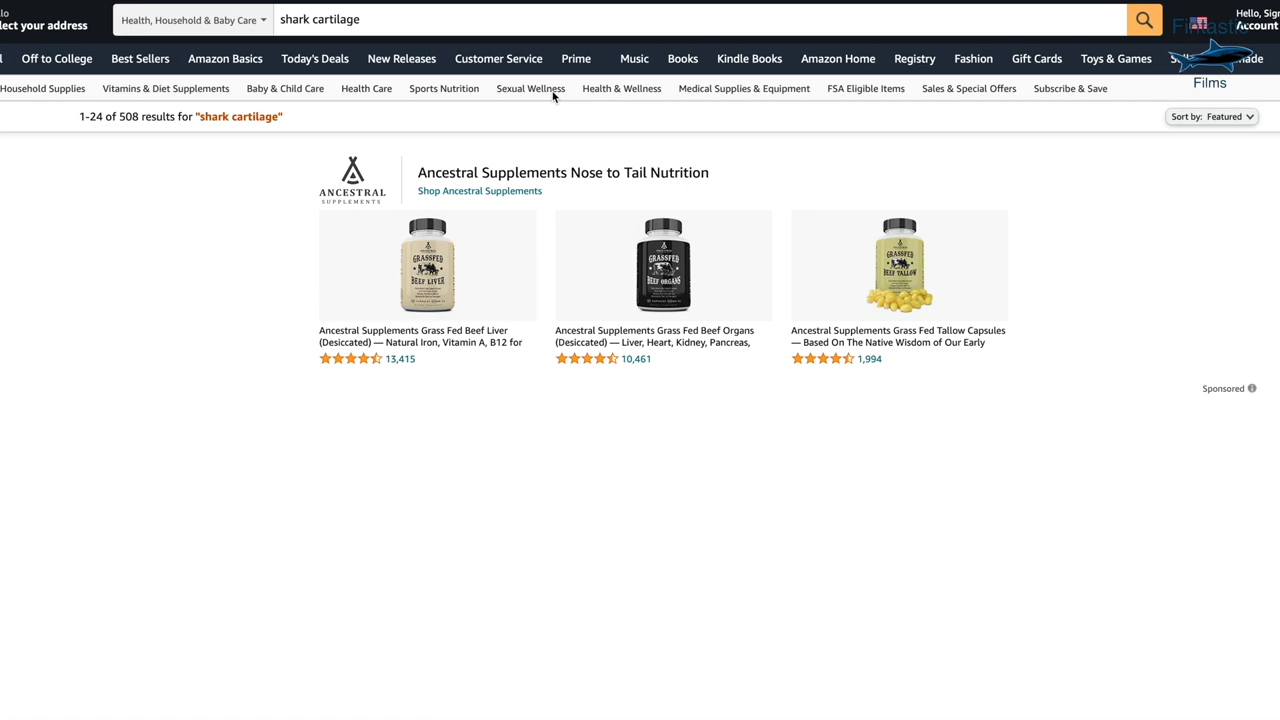 Hello, Sign
Health, Household & Baby Care
shark cartilage
Account
Off to College
Best Sellers
Amazon Basics
Today's Deals
New Releases
Customer Service
Prime
Music
Books
Kindle Books
Amazon Home
Registry
Fashion
Gift Cards
Toys & Games
Films
Household Supplies
Vitamins & Diet Supplements
Baby & Child Care
Health Care
Sports Nutrition
Sexual Wellness
Health & Wellness
Medical Supplies & Equipment
FSA Eligible Items
Sales & Special Offers
Subscribe & Save
1-24 of 508 results for "shark cartilage"
Sort by: Featured
ANCESTRAL
SUPPLEMENTS
Ancestral Supplements Nose to Tail Nutrition
Shop Ancestral Supplements
GRASSFED
BEEF LIVER
GRASSFED
BEEF ORGANS
GRASSFED
BEEF TALLOW
Ancestral Supplements Grass Fed Beef Liver
(Desiccated) — Natural Iron, Vitamin A, B12 for
13,415
Ancestral Supplements Grass Fed Beef Organs
(Desiccated) — Liver, Heart, Kidney, Pancreas,
10,461
Ancestral Supplements Grass Fed Tallow Capsules
— Based On The Native Wisdom of Our Early
1,994
Sponsored